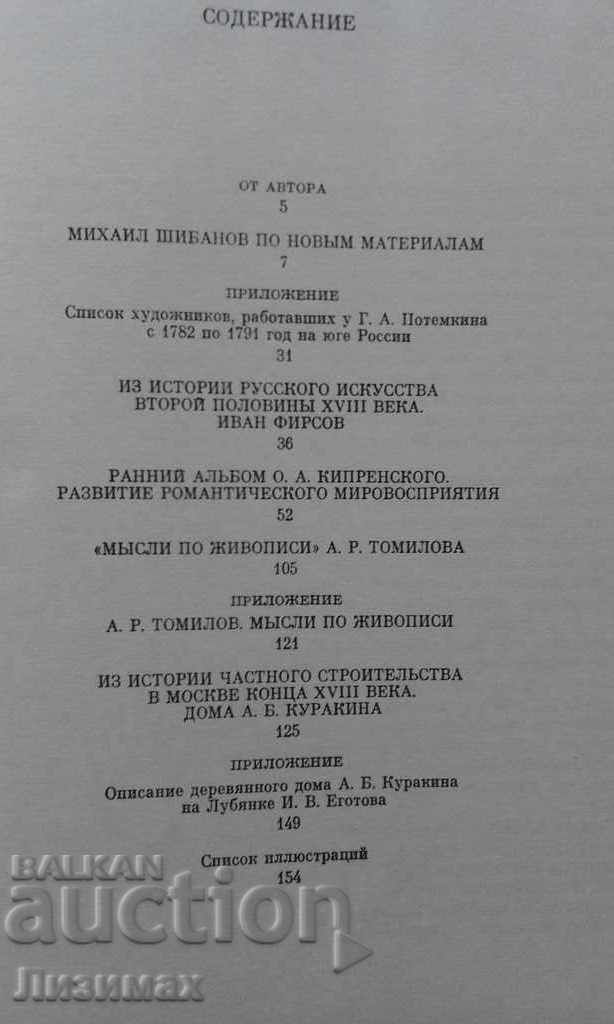 СОДЕРЖАНИЕ
ОТ АВТОРА
5
МИХАИЛ ШИБАНОВ ПО НОВЫМ МАТЕРИАЛАМ
7
ПРИЛОЖЕНИЕ
Список художников, работавших у Г. А. Потемкина
с 1782 по 1791 год на юге России
31
ИЗ ИСТОРИИ РУССКОГО ИСКУССТВА
ВТОРОЙ ПОЛОВИНЫ XVIII ВЕКА.
ИВАН ФИРСОВ
36
РАННИЙ АЛЬБОМ О. А. КИПРЕНСКОГО.
РАЗВИТИЕ РОМАНТИЧЕСКОГО МИРОВОСПРИЯТИЯ
52
«МЫСЛИ ПО ЖИВОПИСИ» А. Р. ТОМИЛОВА
105
ПРИЛОЖЕНИЕ
А. Р. ТОМИЛОВ. МЫСЛИ ПО ЖИВОПИСИ
121
ИЗ ИСТОРИИ ЧАСТНОГО СТРОИТЕЛЬСТВА
В МОСКВЕ КОНЦА XVIII ВЕКА.
ДОМА А. Б. КУРАКИНА
125
ПРИЛОЖЕНИЕ
Описание деревянного дома А. Б. Куракина
на Лубянке И. В. Еготова
149
Список иллюстраций
154
BALKAN
auction
Лизимах